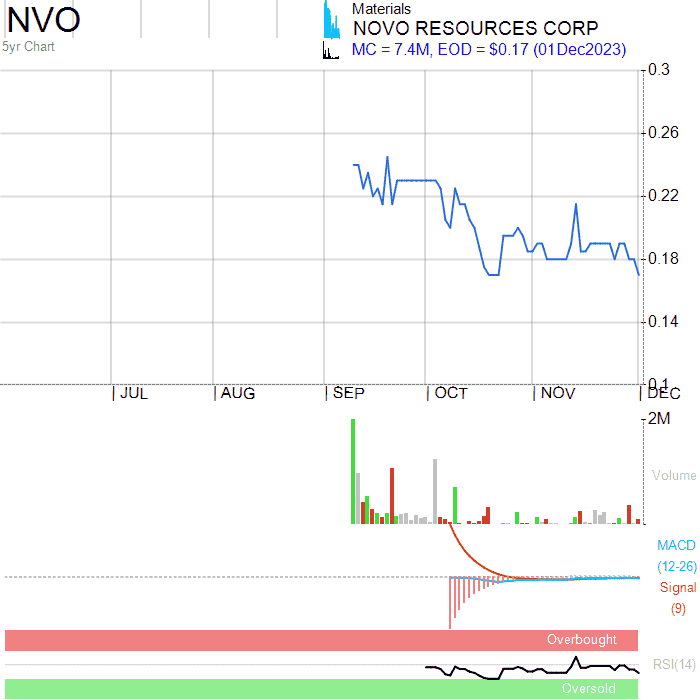 NVO
5yr Chart
Materials
NOVO RESOURCES CORP
MC = 7.4M, EOD = $0.17 (01Dec2023)
0.3
0.26
0.22
0.18
0.14
0.1
| JUL | AUG | SEP | OCT | NOV | DEC
2M
Volume
MACD
(12-26)
Signal
(9)
Overbought
RSI(14)
Oversold